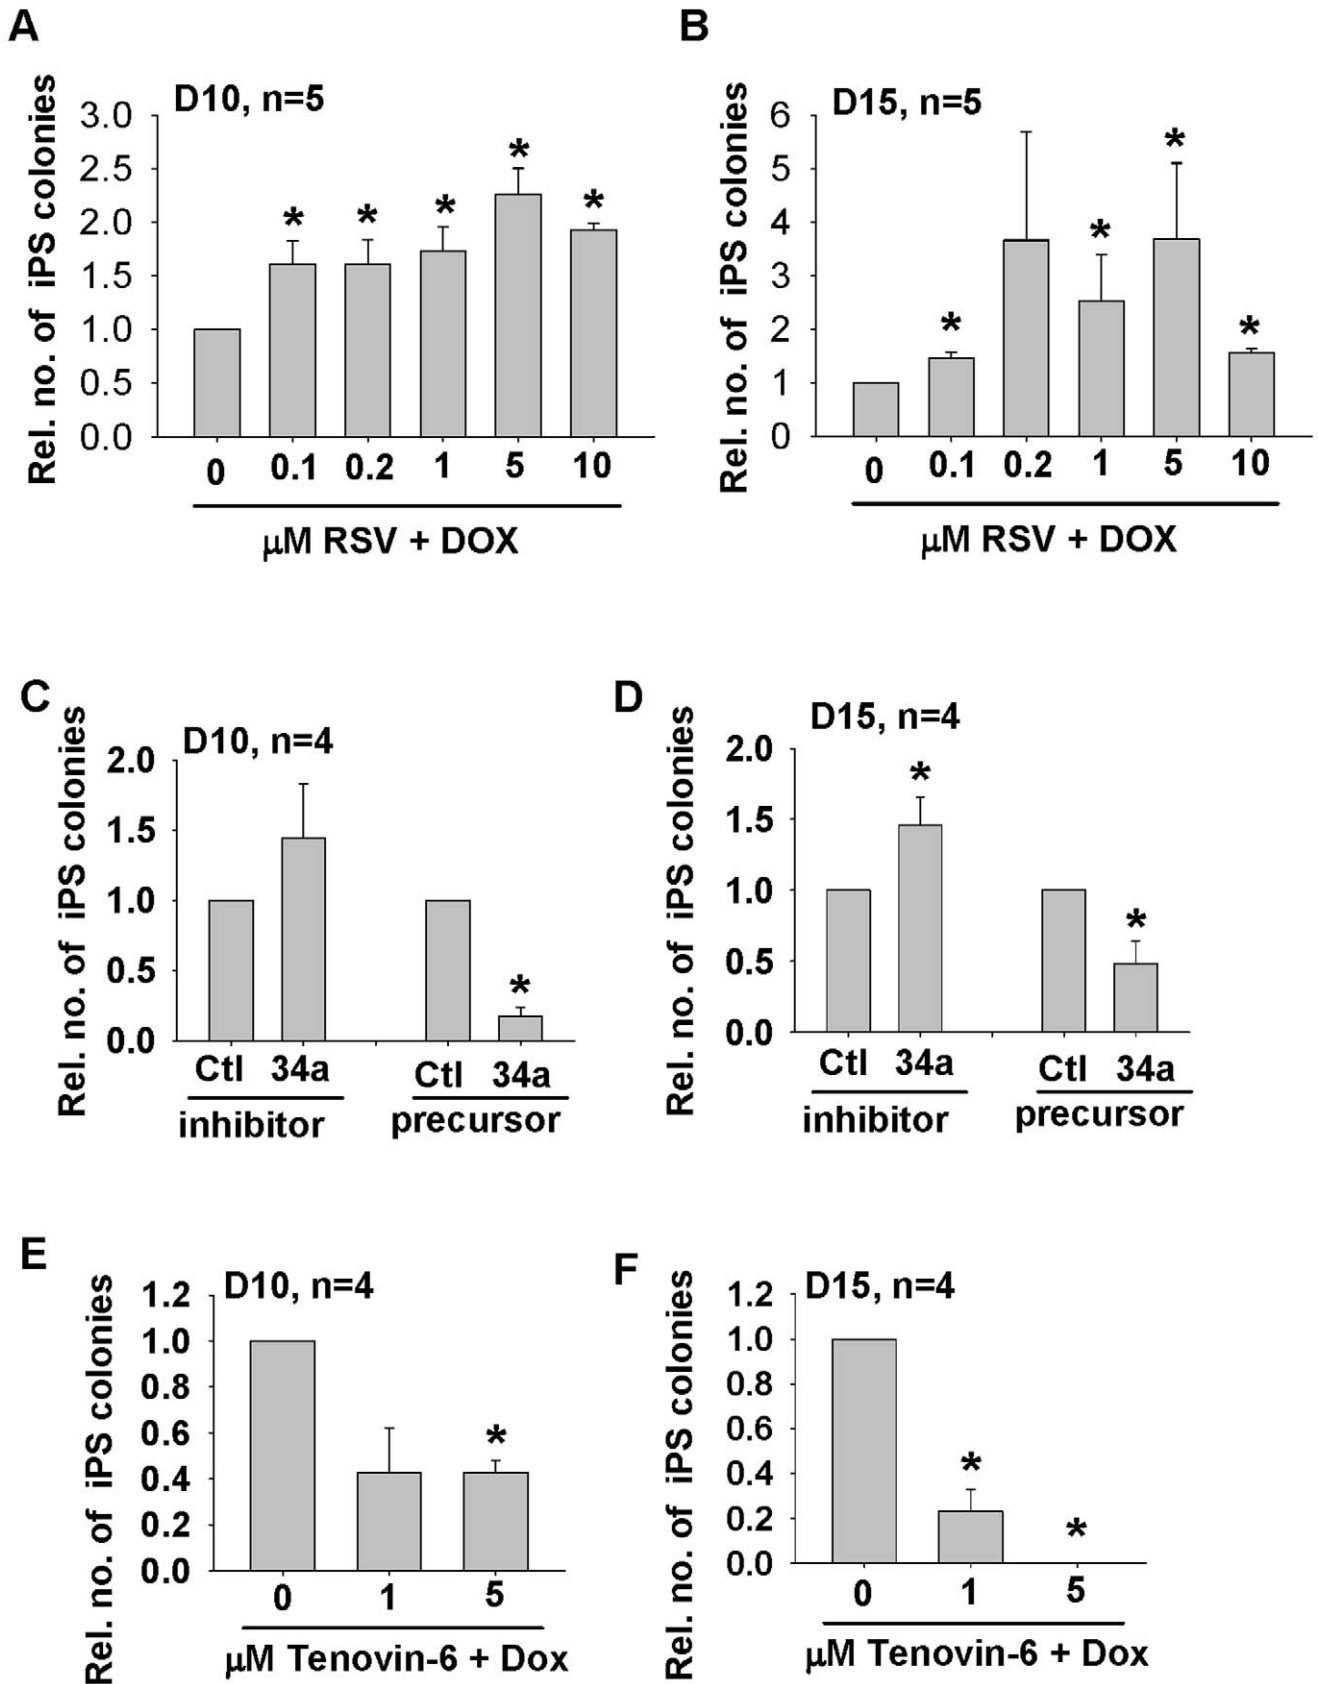 A
D10, n=5
Rel. no. of iPS colonies
3.0
2.5
2.0
1.5
1.0
0.5
0.0
* * * * *
0 0.1 0.2 1 5 10
μM RSV + DOX
B
D15, n=5
Rel. no. of iPS colonies
6
5
4
3
2
1
0
* * * *
0 0.1 0.2 1 5 10
μM RSV + DOX
C
D10, n=4
Rel. no. of iPS colonies
2.0
1.5
1.0
0.5
0.0
*
Ctl 34a Ctl 34a
inhibitor precursor
D
D15, n=4
Rel. no. of iPS colonies
2.0
1.5
1.0
0.5
0.0
* *
Ctl 34a Ctl 34a
inhibitor precursor
E
D10, n=4
Rel. no. of iPS colonies
1.2
1.0
0.8
0.6
0.4
0.2
0.0
*
0 1 5
μM Tenovin-6 + Dox
F
D15, n=4
Rel. no. of iPS colonies
1.2
1.0
0.8
0.6
0.4
0.2
0.0
* *
0 1 5
μM Tenovin-6 + Dox